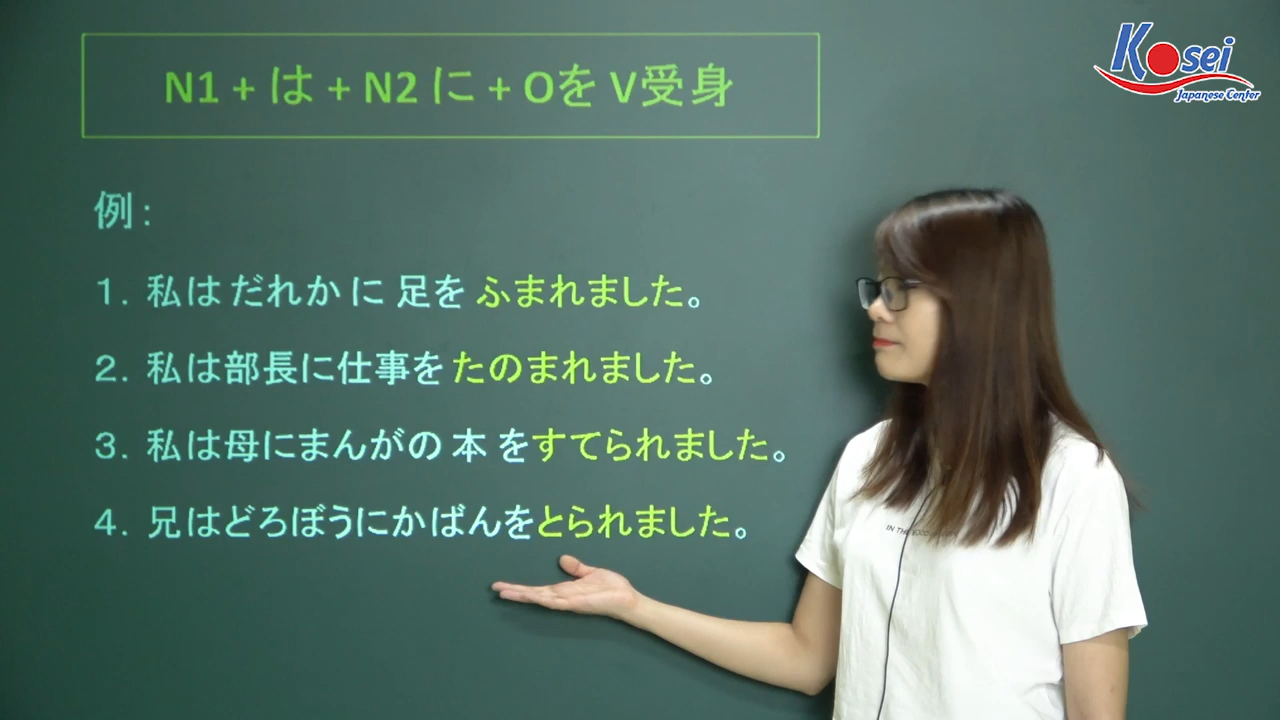 N1 + は + N2 に + Oを V受身
Kosei
Japanese Center
例：
1. 私はだれかに足をふまれました。
2. 私は部長に仕事をたのまれました。
3. 私は母にまんがの本をすてられました。
4. 兄はどろぼうにかばんをとられました。
IN THE